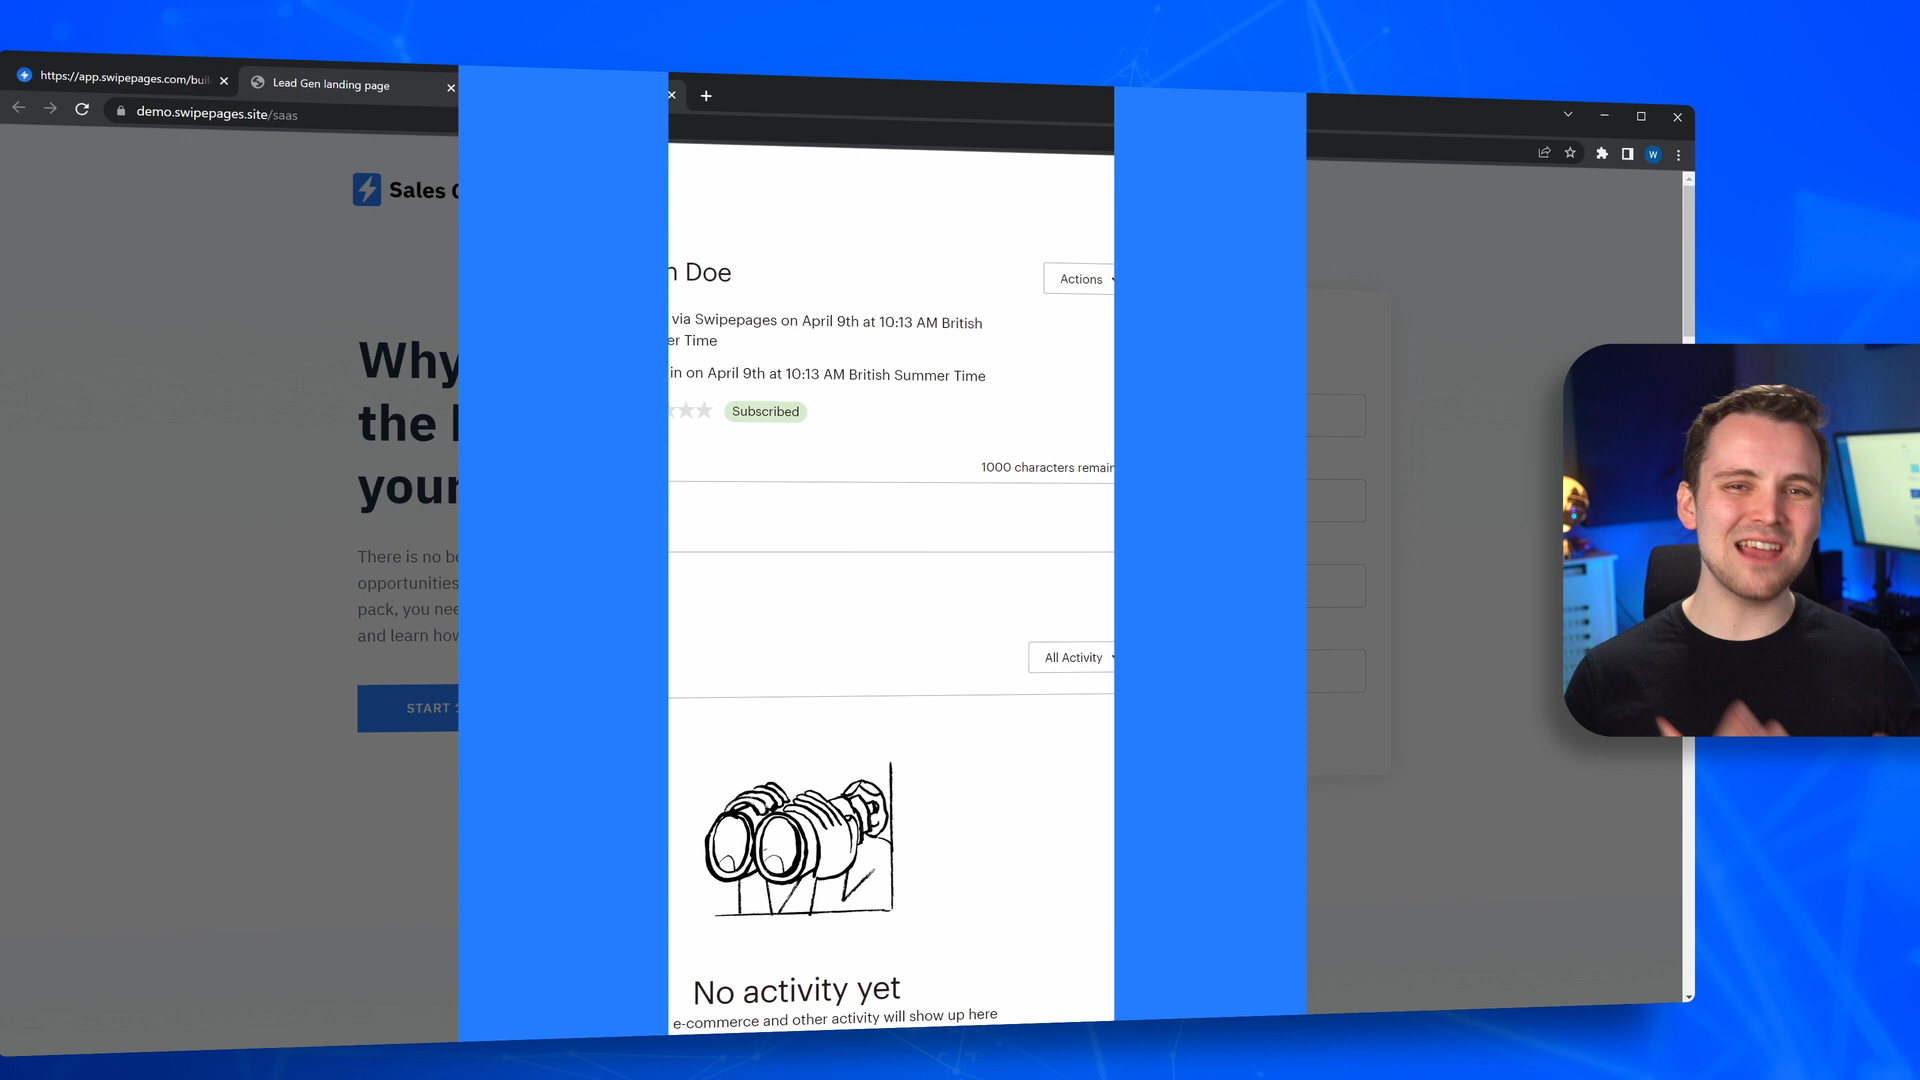 https://app.swipepages.com/bui
Lead Gen landing page
demo.swipepages.site/saas
W
Sales
Doe
Actions
via Swipepages on April 9th at 10:13 AM British
Time
in on April 9th at 10:13 AM British Summer Time
Subscribed
1000 characters remain
Why
the
your
There is no be
opportunities
pack, you nee
and learn how
START
All Activity
No activity yet
e-commerce and other activity will show up here